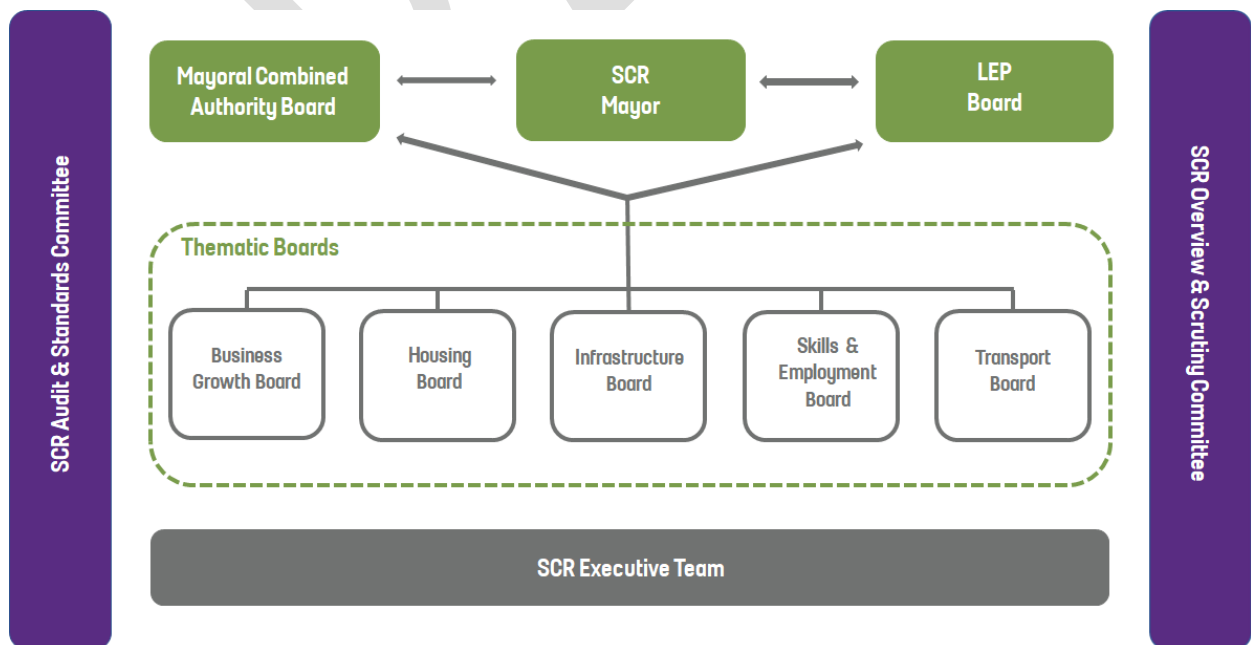 SCR Audit & Standards Committee
Mayoral Combined
Authority Board
SCR
Mayor
LEP
Board
Thematic Boards
Business
Growth Board
Housing
Board
Infrastructure
Board
Skills &
Employment
Board
Transport
Board
SCR Executive Team
SCR Overview & Scrutiny Committee